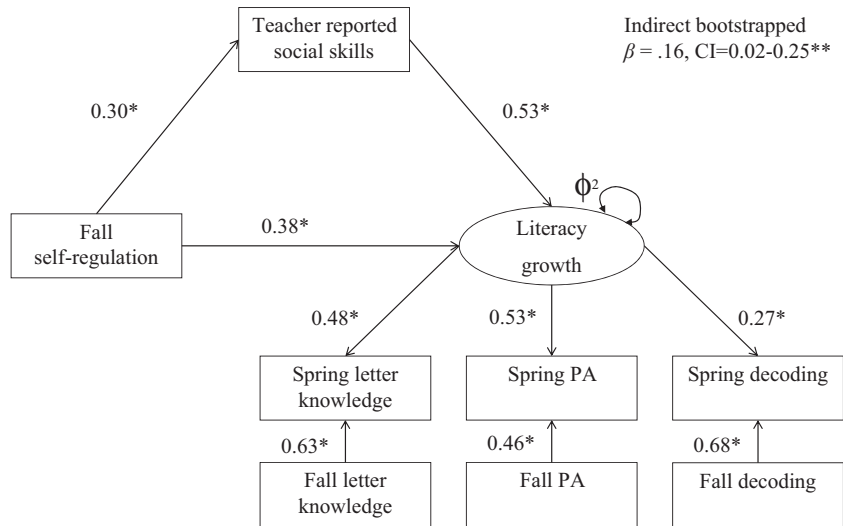 Teacher reported
social skills
Indirect bootstrapped
β = .16, CI=0.02-0.25**
0.30*
0.53*
ϕ²
Fall
self-regulation
0.38*
Literacy
growth
0.48*
0.53*
0.27*
Spring letter
knowledge
Spring PA
Spring decoding
0.63*
0.46*
0.68*
Fall letter
knowledge
Fall PA
Fall decoding